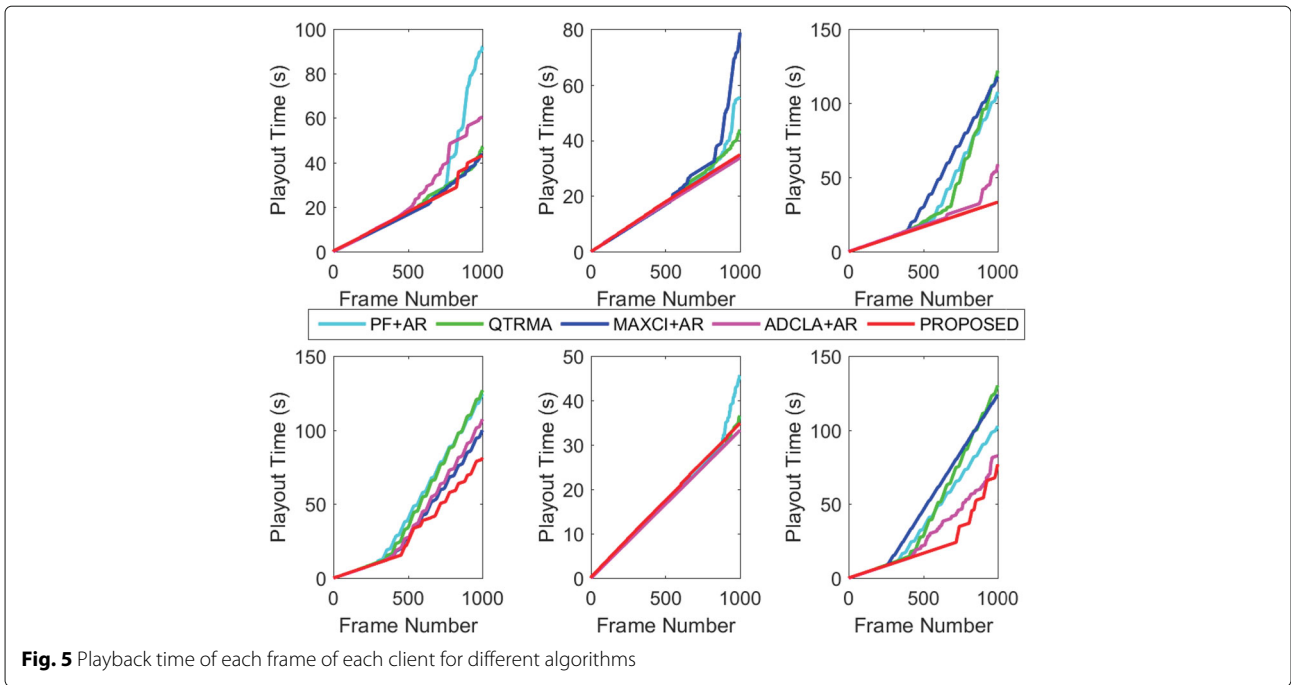 100
80
60
40
20
0
Playout Time (s)
0 500 1000
Frame Number
80
60
40
20
0
Playout Time (s)
0 500 1000
Frame Number
150
100
50
0
Playout Time (s)
0 500 1000
Frame Number
PF+AR QTRMA MAXCI+AR ADCLA+AR PROPOSED
150
100
50
0
Playout Time (s)
0 500 1000
Frame Number
50
40
30
20
10
0
Playout Time (s)
0 500 1000
Frame Number
150
100
50
0
Playout Time (s)
0 500 1000
Frame Number
Fig. 5 Playback time of each frame of each client for different algorithms